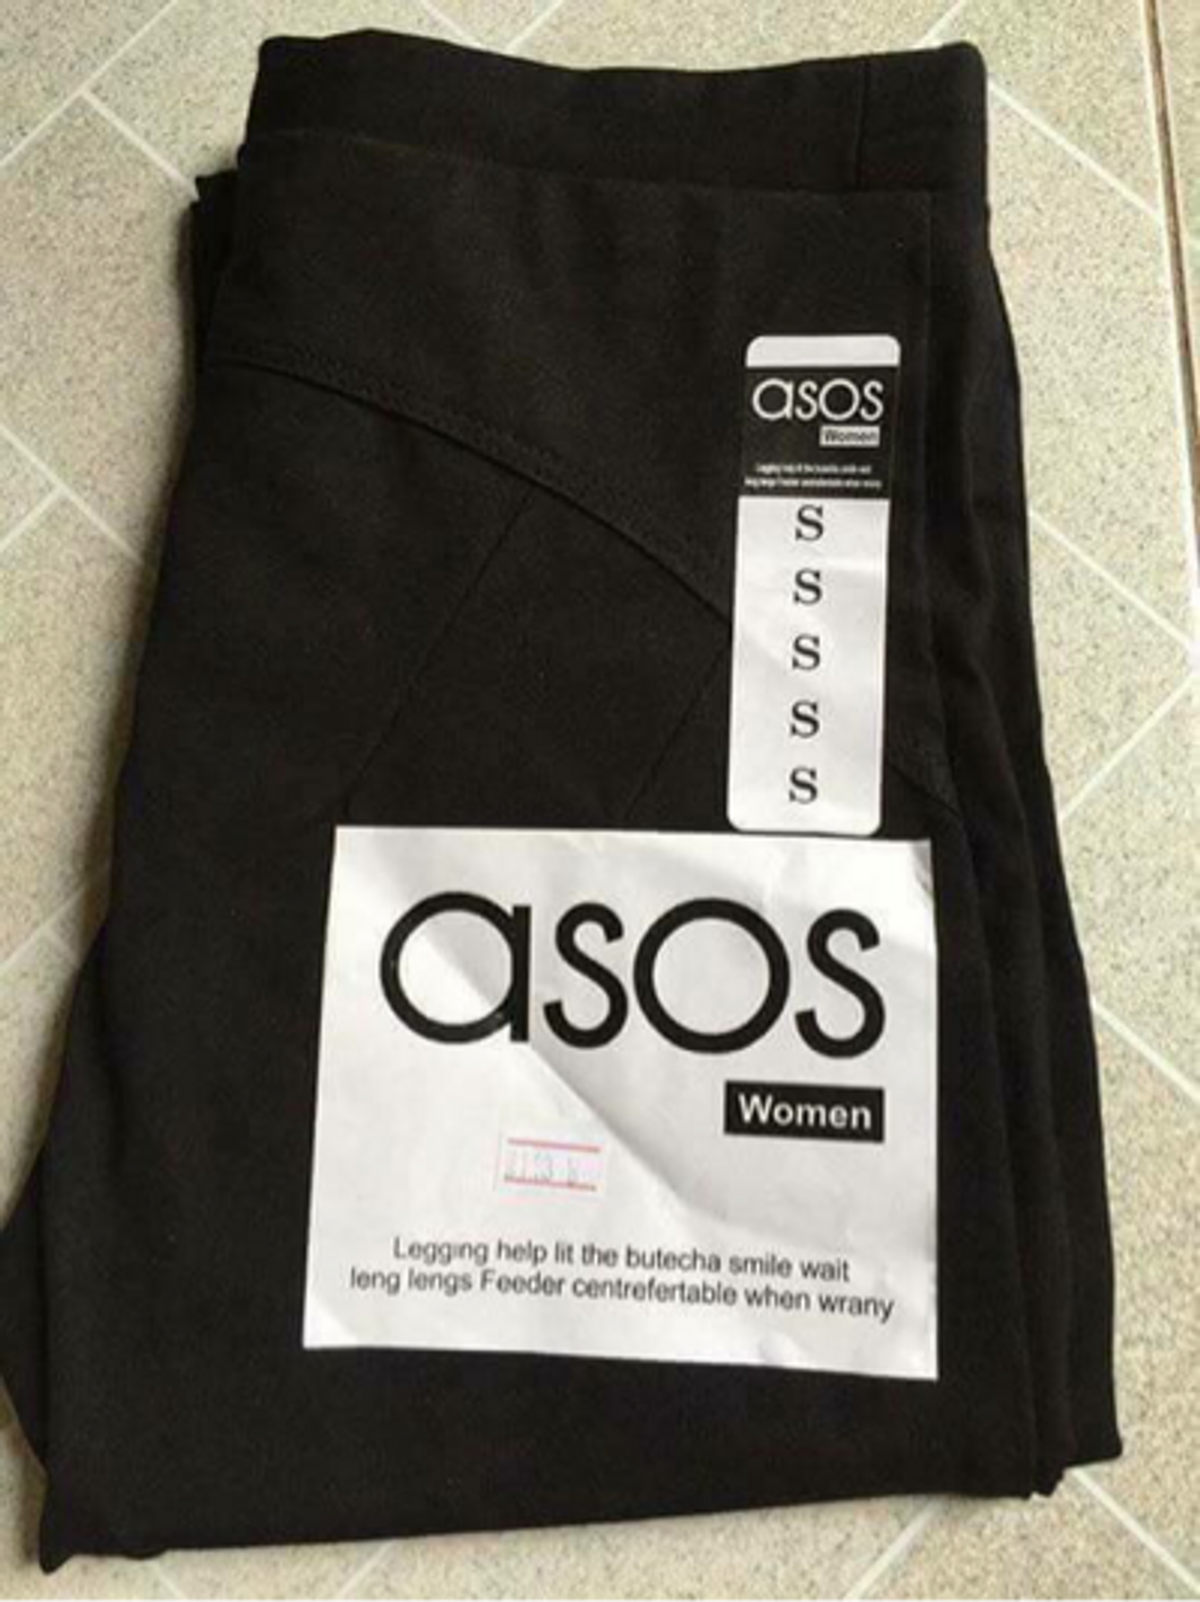 asos
Women
S
S
S
S
S
asos
Women
Legging help lit the butecha smile wait
leng lengs Feeder centrefertable when wrany